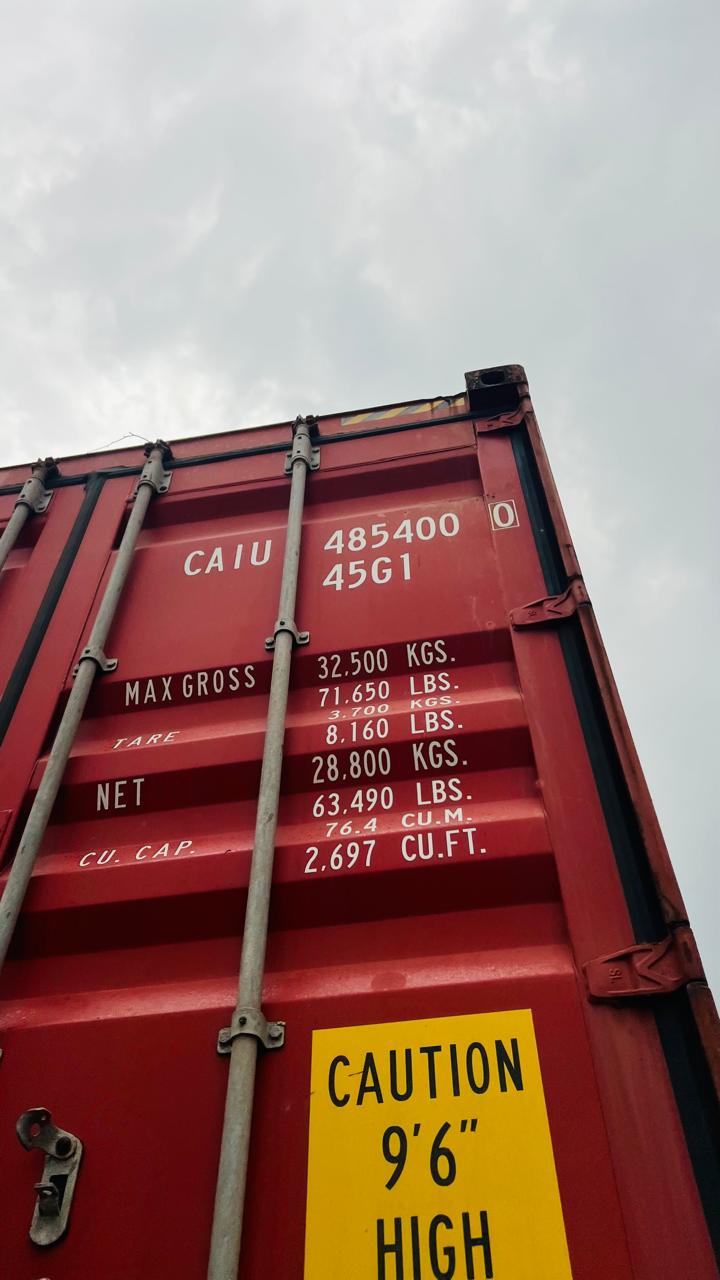 CAIU 485400 0
45G1
MAX GROSS 32,500 KGS.
71,650 LBS.
TARE 3,700 KGS.
8,160 LBS.
NET 28,800 KGS.
63,490 LBS.
CU. CAP. 76.4 CU.M.
2,697 CU.FT.
CAUTION
9'6"
HIGH